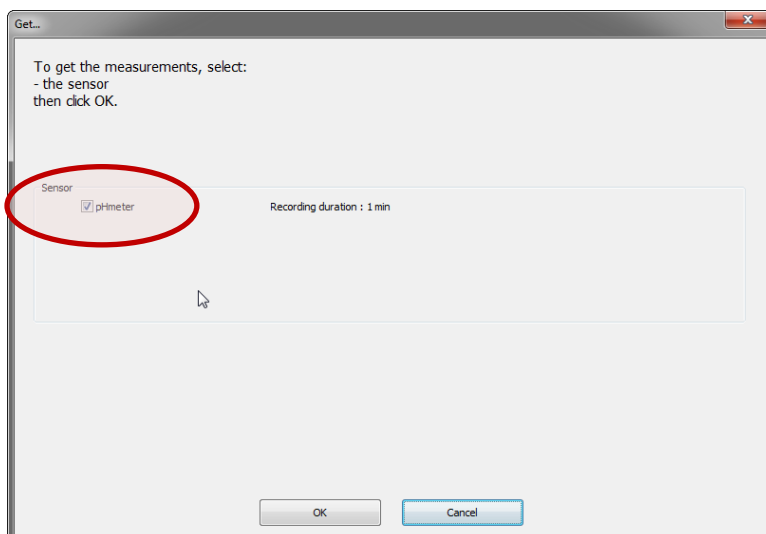 Get...
To get the measurements, select:
- the sensor
then click OK.
Sensor
pHmeter
Recording duration : 1 min
OK
Cancel